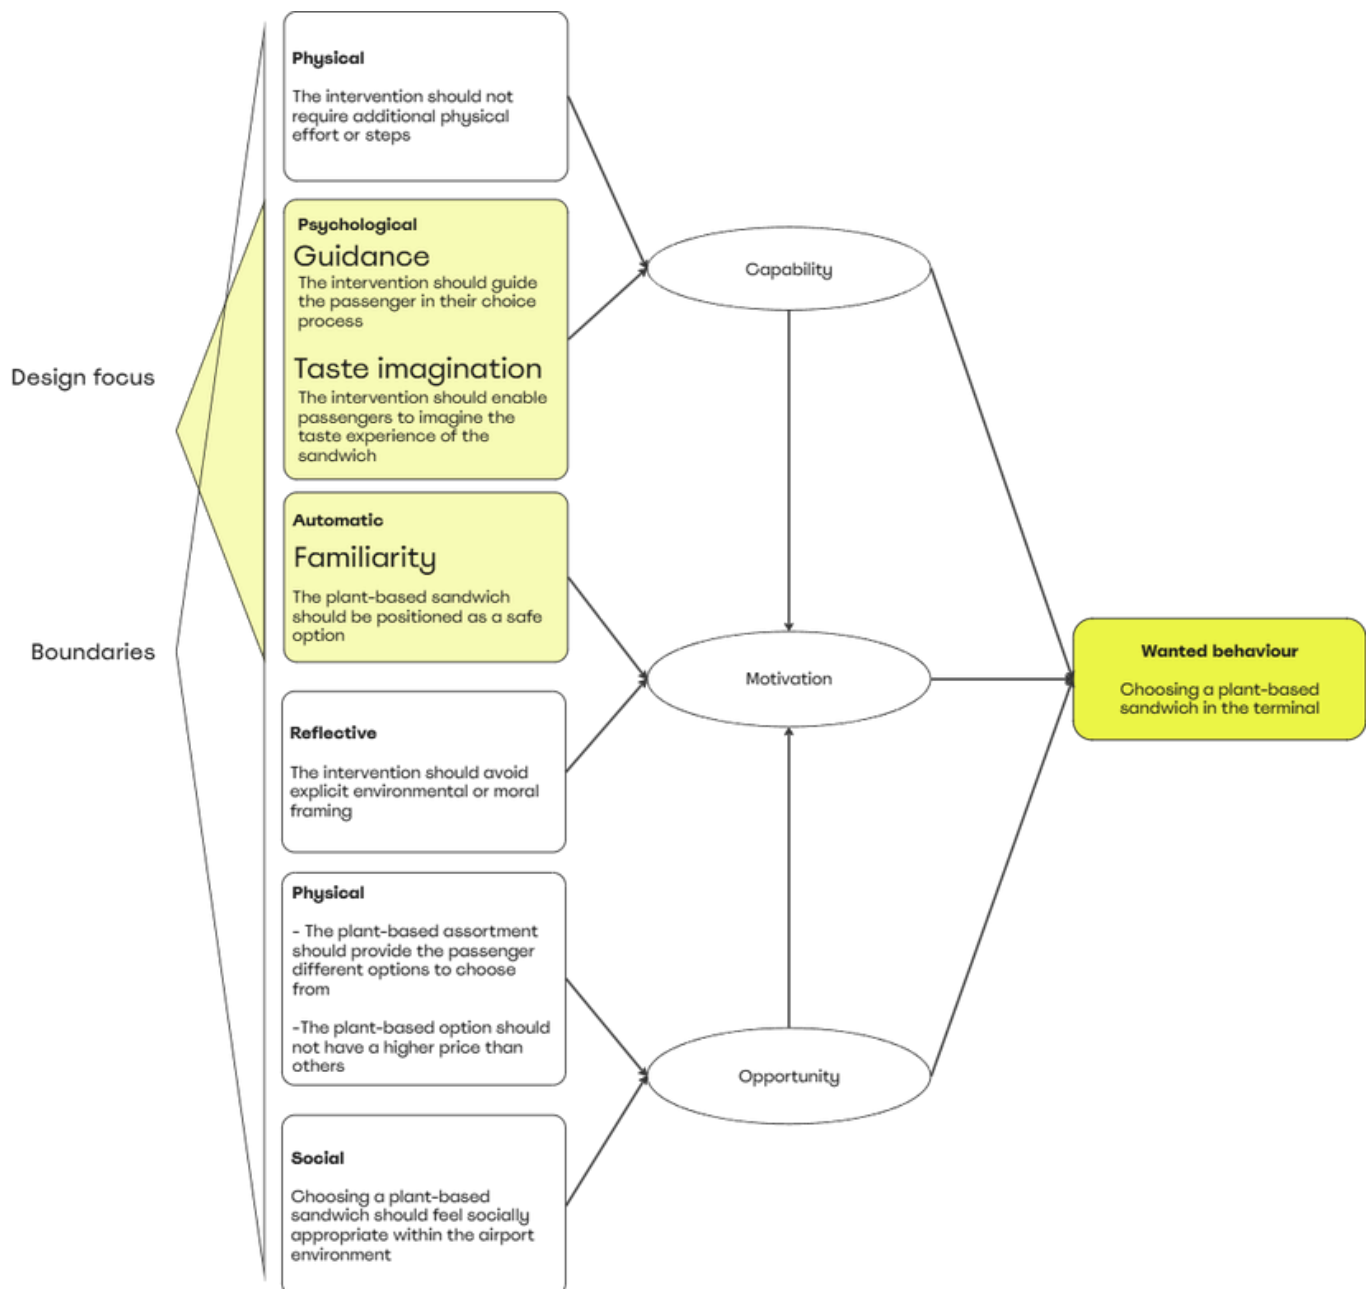 Physical
The intervention should not
require additional physical
effort or steps
Psychological
Guidance
The intervention should guide
the passenger in their choice
process
Taste imagination
The intervention should enable
passengers to imagine the
taste experience of the
sandwich
Design focus
Automatic
Familiarity
The plant-based sandwich
should be positioned as a safe
option
Boundaries
Reflective
The intervention should avoid
explicit environmental or moral
framing
Physical
- The plant-based assortment
should provide the passenger
different options to choose
from
-The plant-based option should
not have a higher price than
others
Social
Choosing a plant-based
sandwich should feel socially
appropriate within the airport
environment
Capability
Motivation
Opportunity
Wanted behaviour
Choosing a plant-based
sandwich in the terminal